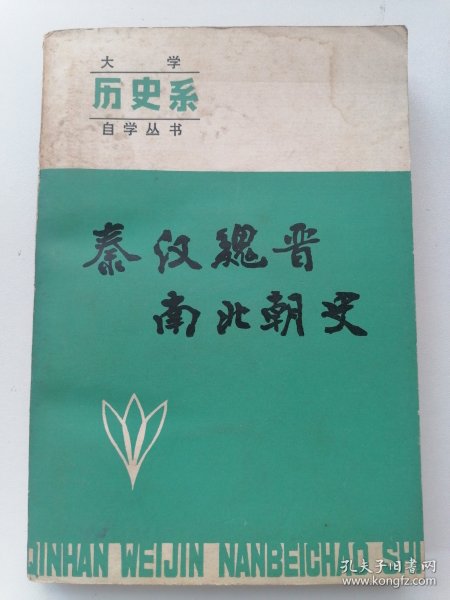 大学
历史系
自学丛书
秦汉魏晋
南北朝史
QINHAN WEIJIN NANBEICHAO SHI
孔夫子旧书网
www.kongfz.com